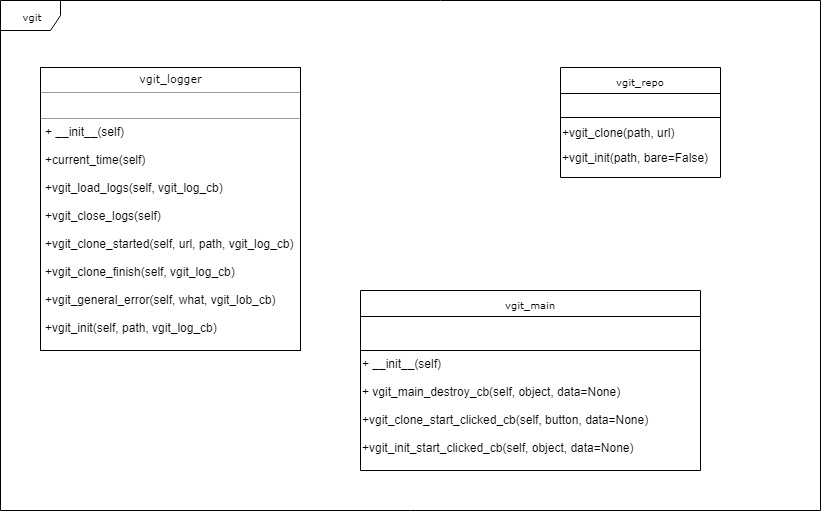 vgit
vgit_logger
+ __init__(self)
+current_time(self)
+vgit_load_logs(self, vgit_log_cb)
+vgit_close_logs(self)
+vgit_clone_started(self, url, path, vgit_log_cb)
+vgit_clone_finish(self, vgit_log_cb)
+vgit_general_error(self, what, vgit_lob_cb)
+vgit_init(self, path, vgit_log_cb)
vgit_repo
+vgit_clone(path, url)
+vgit_init(path, bare=False)
vgit_main
+ __init__(self)
+ vgit_main_destroy_cb(self, object, data=None)
+vgit_clone_start_clicked_cb(self, button, data=None)
+vgit_init_start_clicked_cb(self, object, data=None)